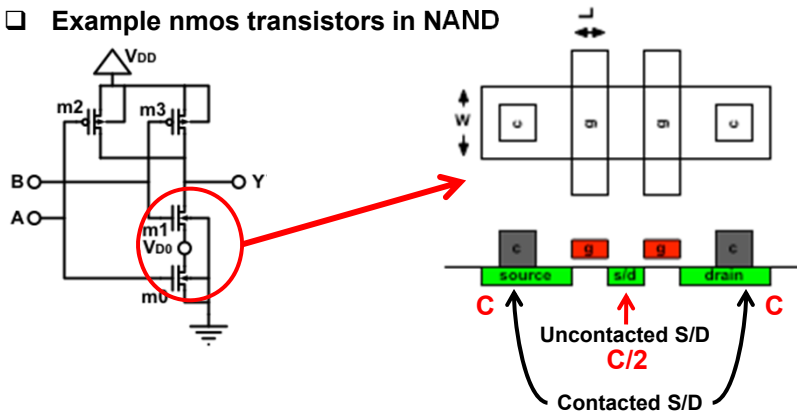 ❑ Example nmos transistors in NAND
VDD
m2
m3
B
Y
A
m1
VD0
m0
L
W
c
g
g
c
c
g
g
c
source
s/d
drain
C
C
Uncontacted S/D
C/2
Contacted S/D